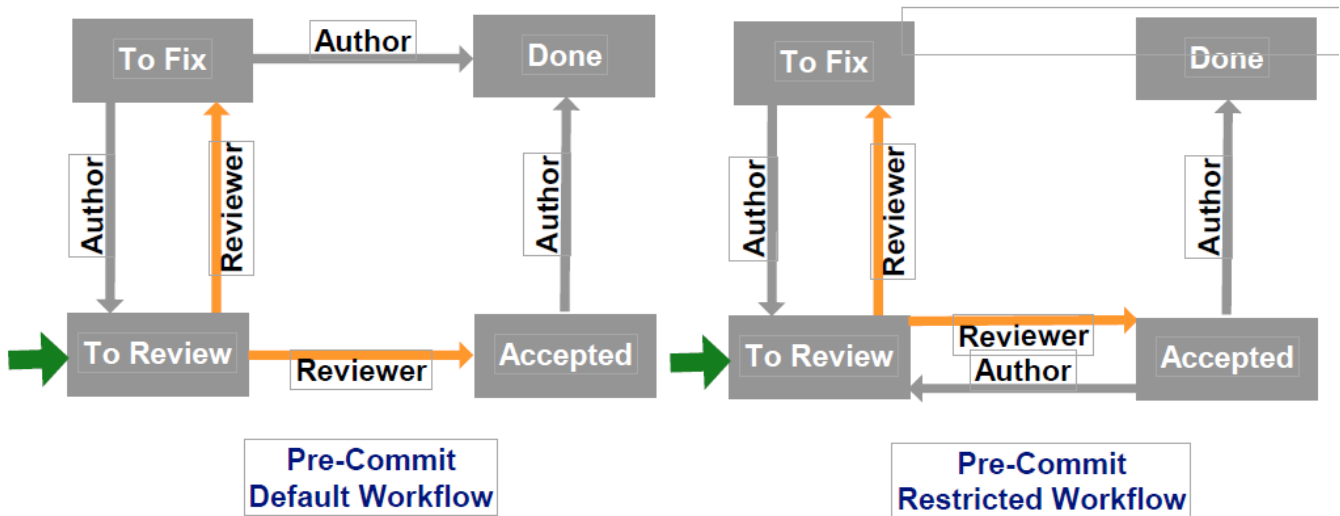 To Fix
Author
Done
Author
Reviewer
Author
To Review
Reviewer
Accepted
Pre-Commit
Default Workflow
To Fix
Done
Author
Reviewer
Author
To Review
Reviewer
Author
Accepted
Pre-Commit
Restricted Workflow